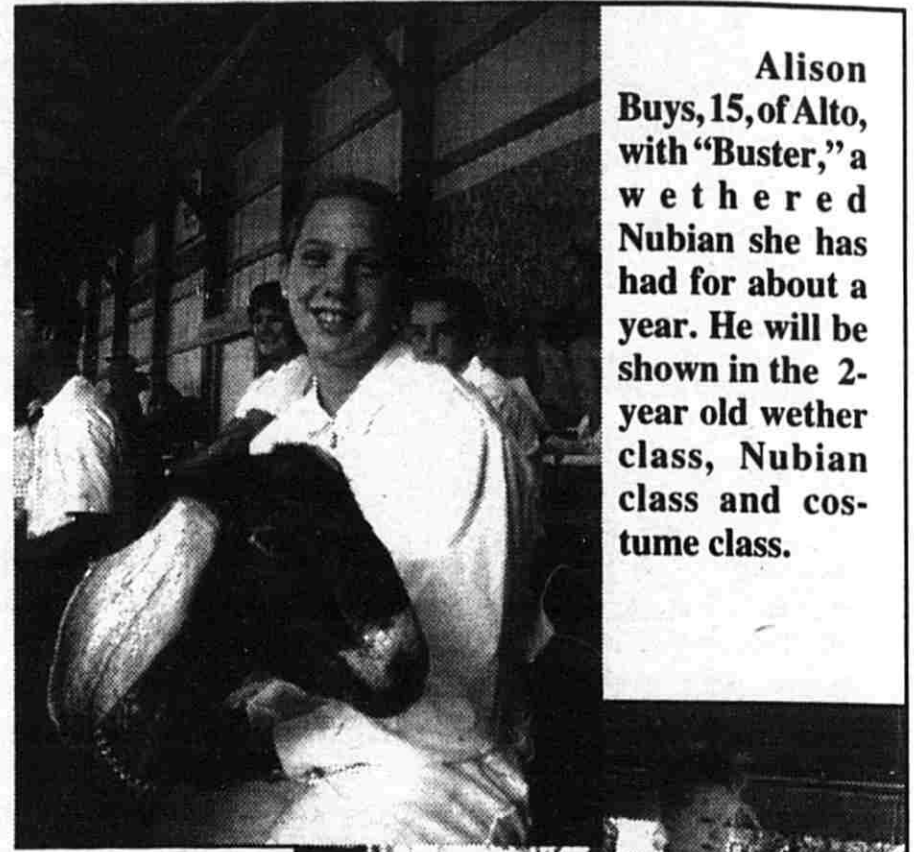 Alison
Buys, 15, of Alto,
with “Buster,” a
wethered
Nubian she has
had for about a
year. He will be
shown in the 2-
year old wether
class, Nubian
class and cos-
tume class.